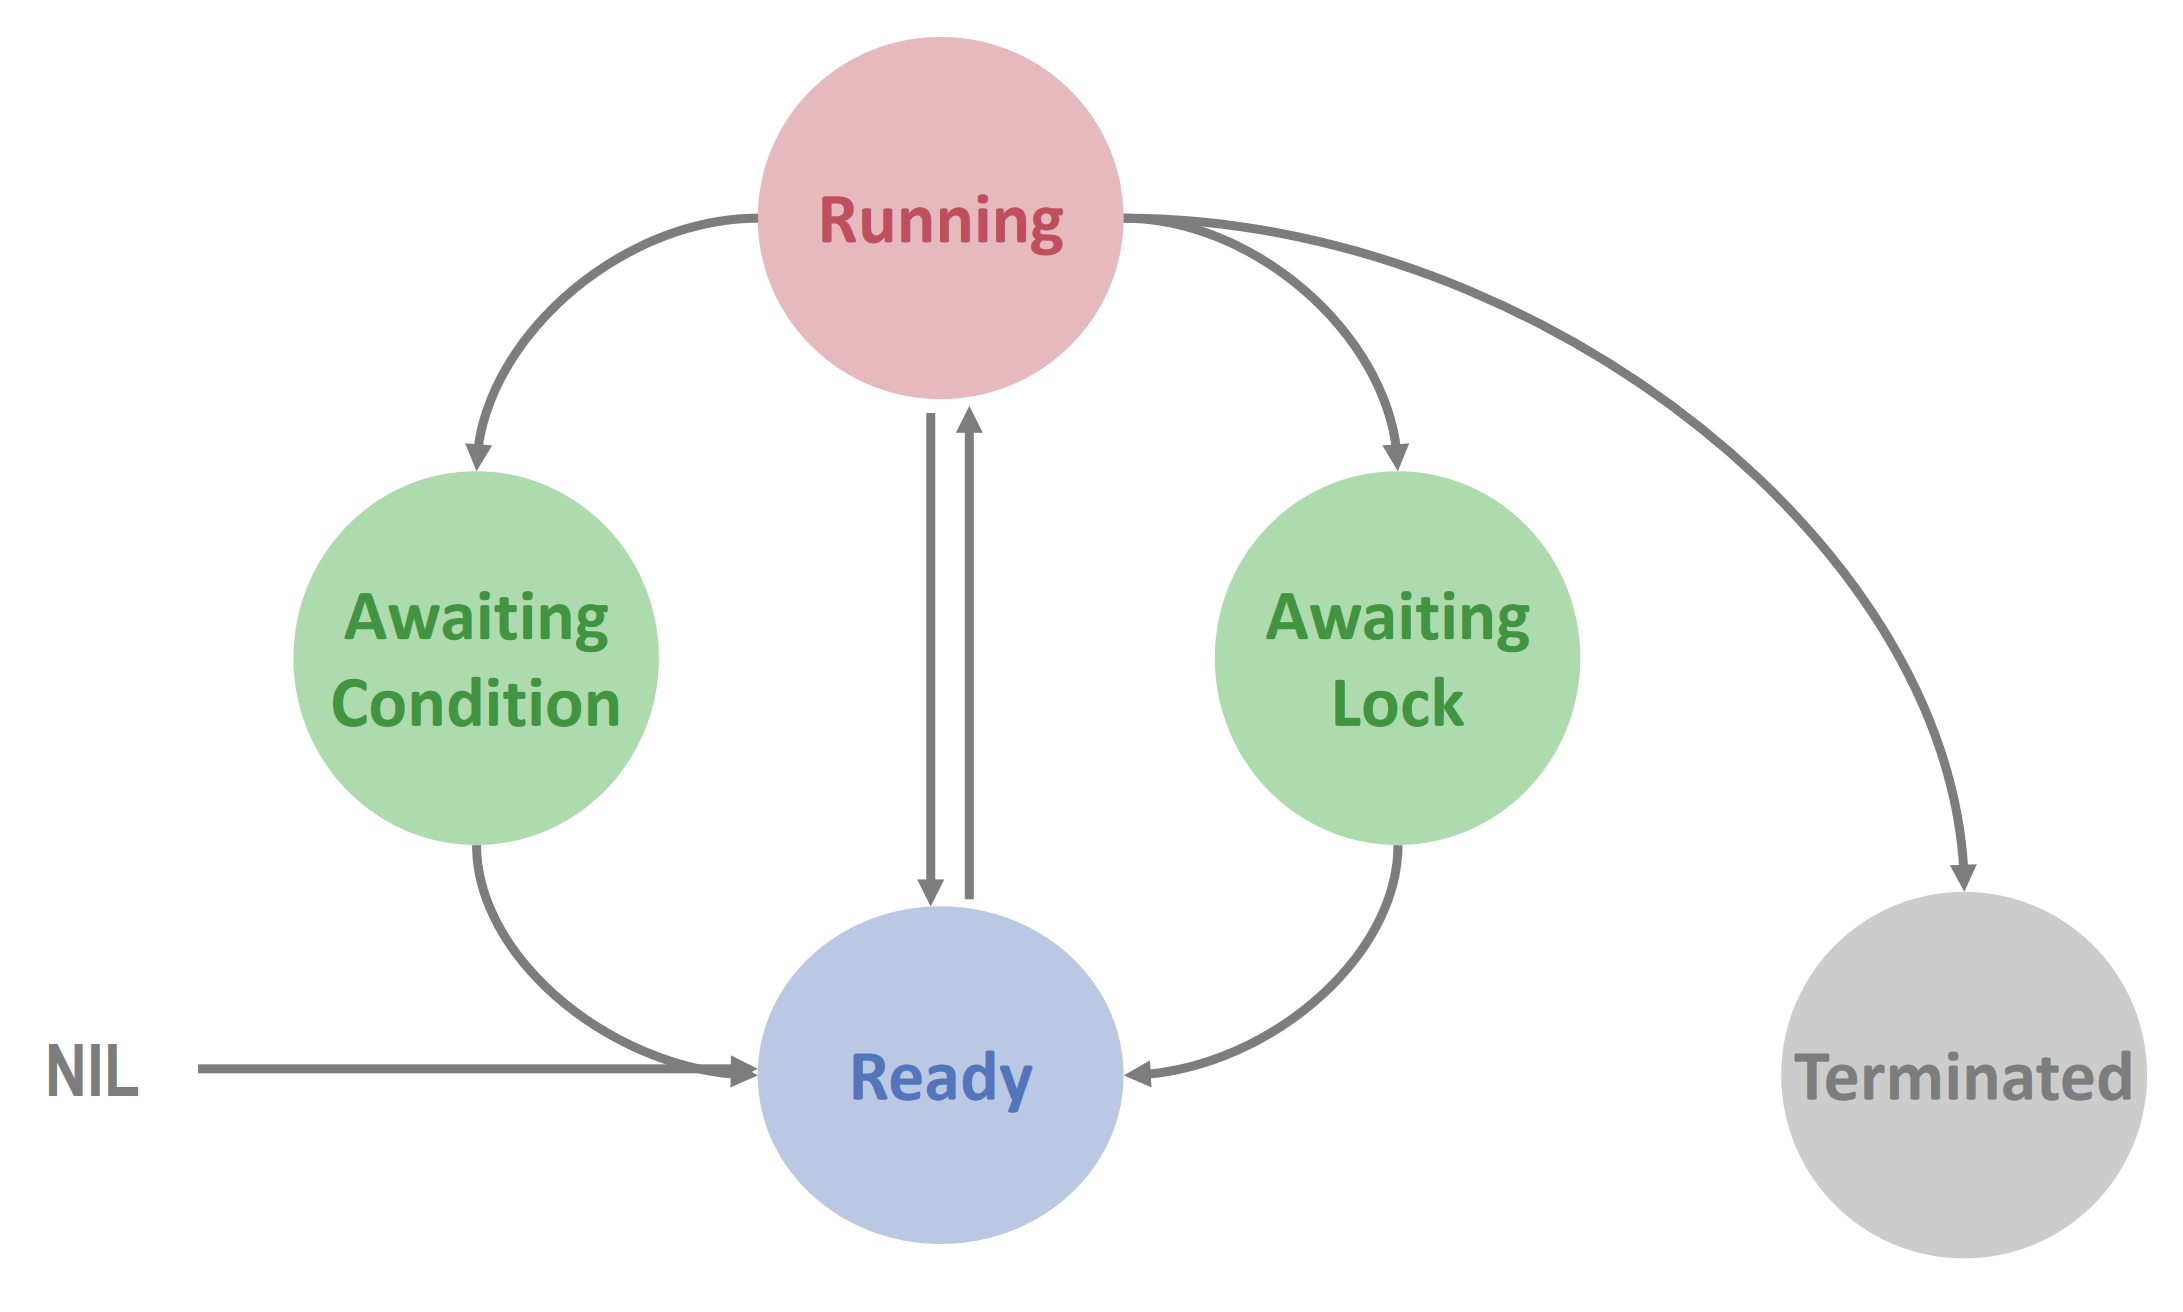 Running
Awaiting
Condition
Awaiting
Lock
NIL
Ready
Terminated